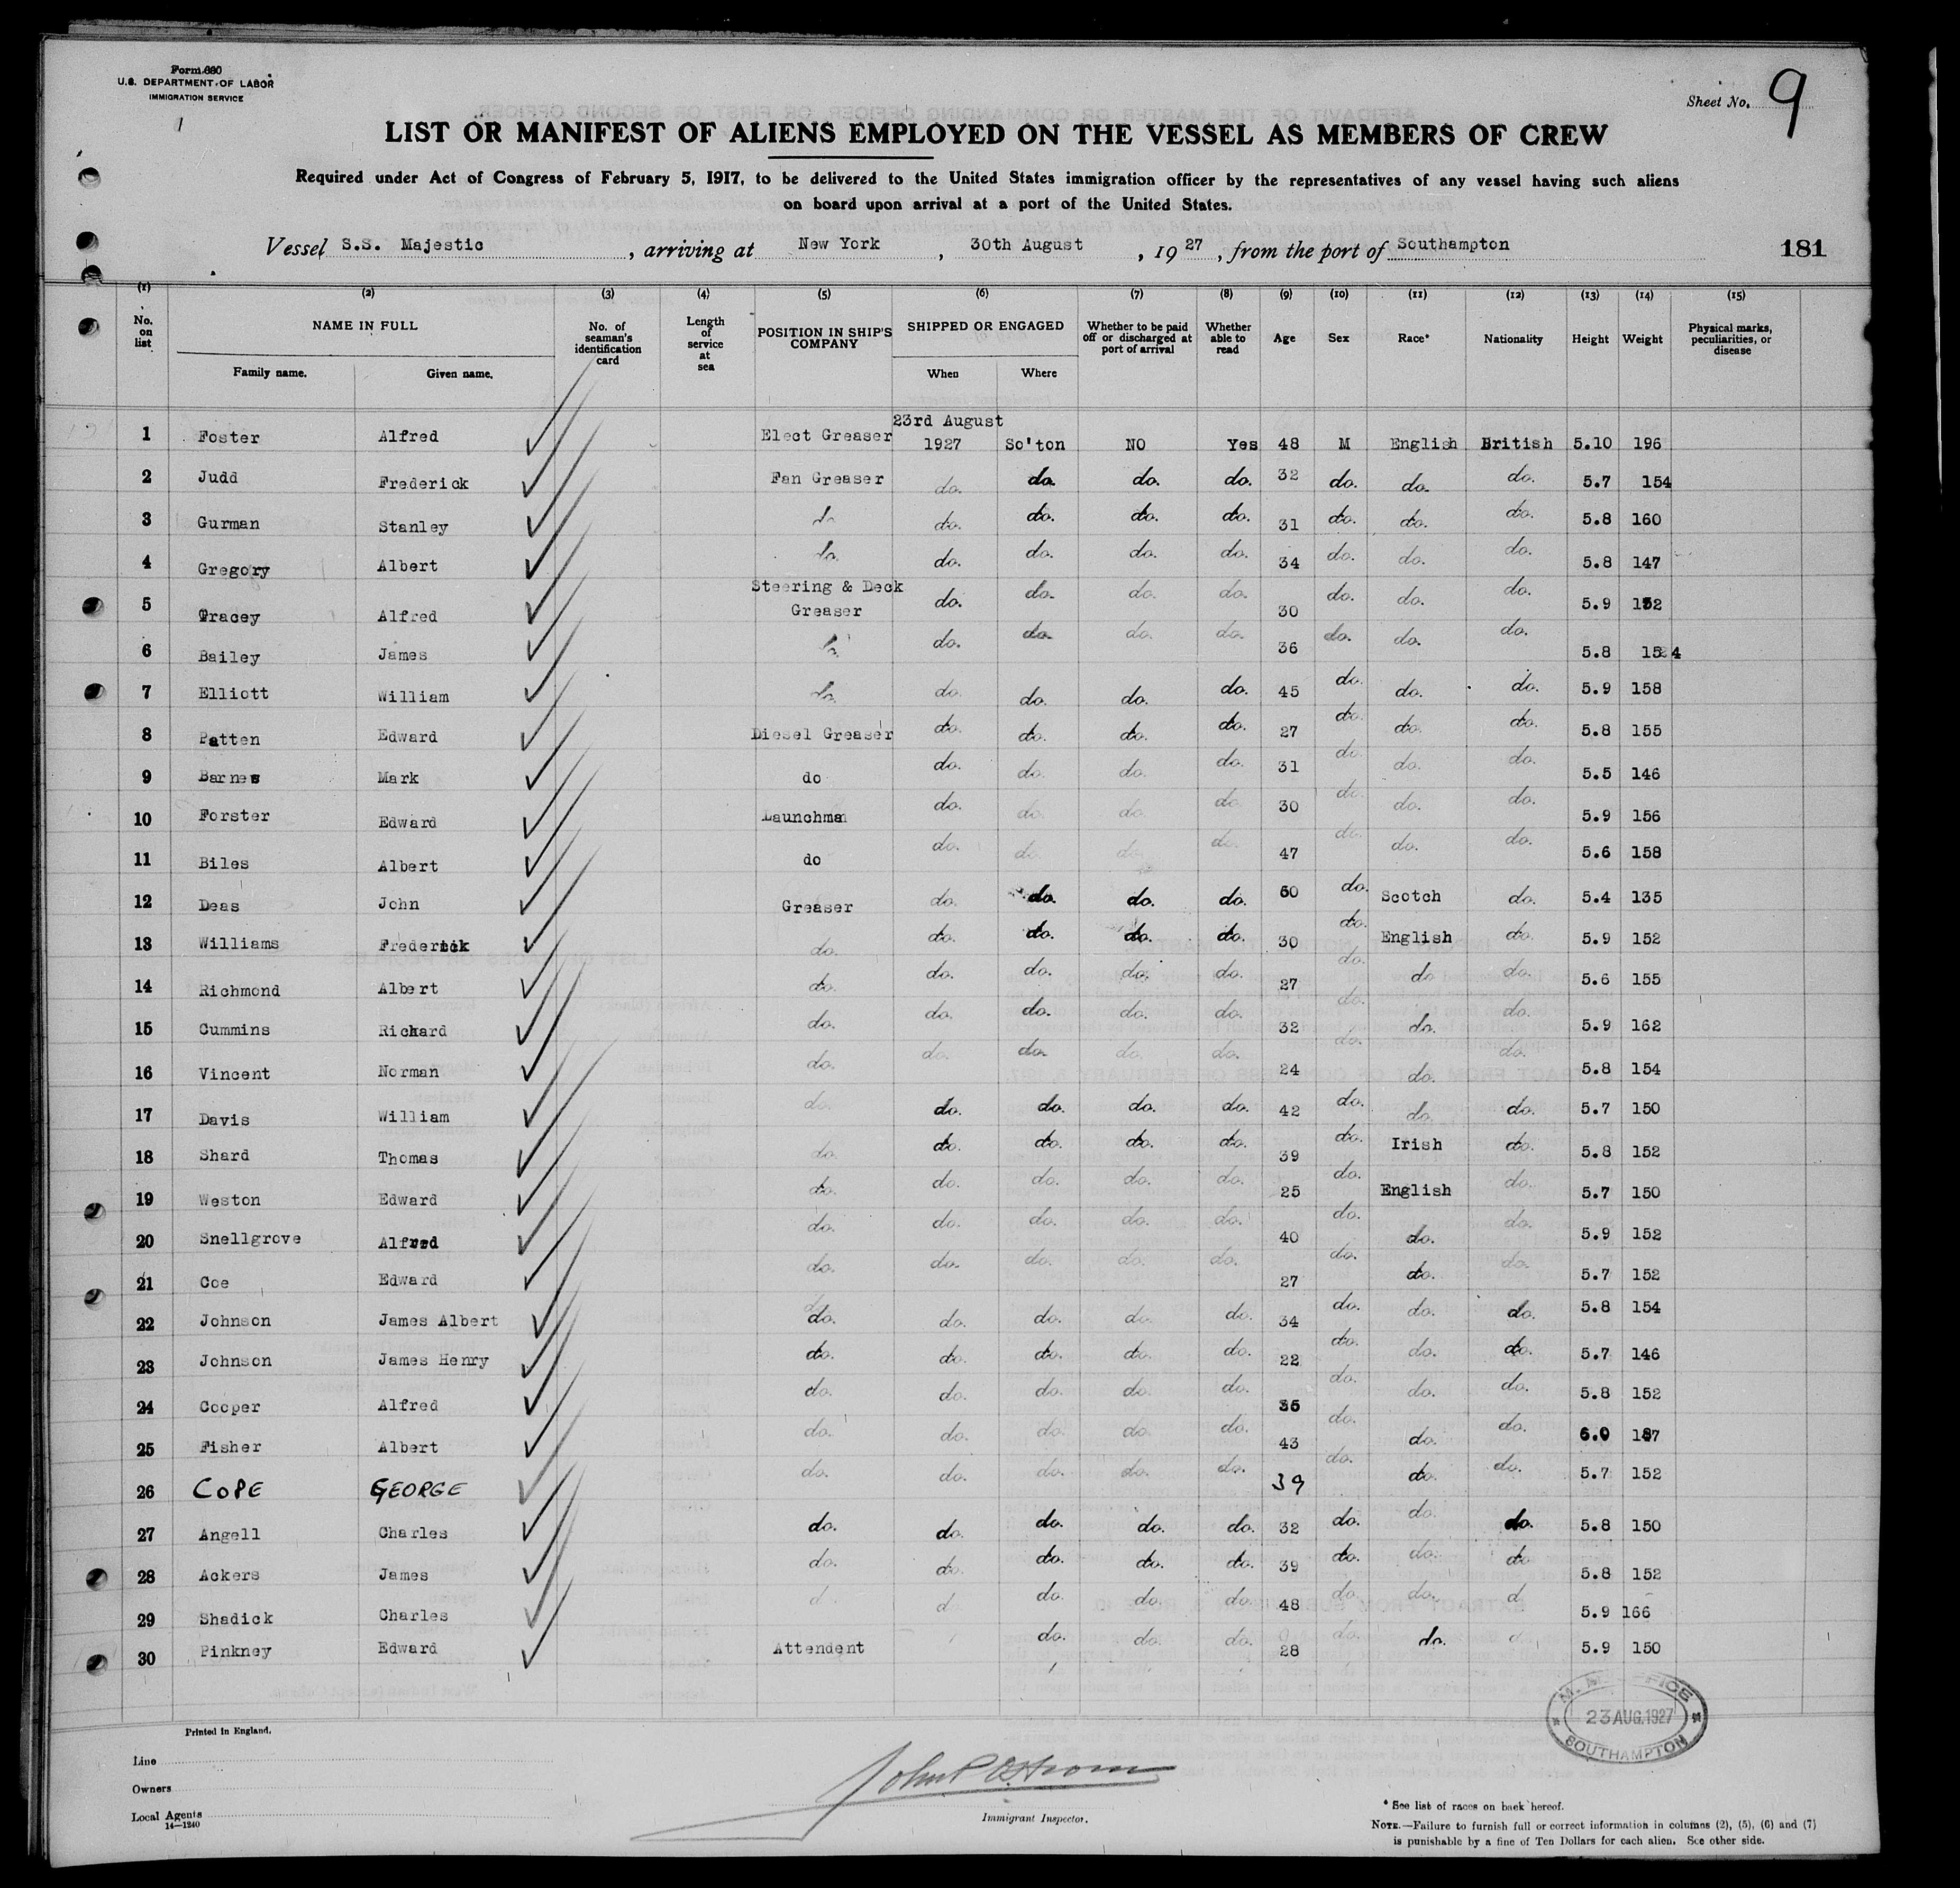 Form 680
U.S. DEPARTMENT OF LABOR
IMMIGRATION SERVICE
Sheet No. 9
LIST OR MANIFEST OF ALIENS EMPLOYED ON THE VESSEL AS MEMBERS OF CREW
Required under Act of Congress of February 5, 1917, to be delivered to the United States immigration officer by the representatives of any vessel having such aliens
on board upon arrival at a port of the United States.
Vessel S.S. Majestic, arriving at New York, 30th August, 1927, from the port of Southampton 181
(1) (2) (3) (4) (5) (6) (7) (8) (9) (10) (11) (12) (13) (14) (15)
No. on list NAME IN FULL Family name. Given name. No. of seaman's identification card Length of service at sea POSITION IN SHIP'S COMPANY SHIPPED OR ENGAGED When Where Whether to be paid off or discharged at port of arrival Whether able to read Age Sex Race* Nationality Height Weight Physical marks, peculiarities, or disease
1 Foster Alfred Elect Greaser 23rd August 1927 So'ton NO Yes 48 M English British 5.10 196
2 Judd Frederick Fan Greaser do. do. do. do. 32 do. do. do. 5.7 154
3 Gurman Stanley do. do. do. do. do. 31 do. do. do. 5.8 160
4 Gregory Albert do. do. do. do. do. 34 do. do. do. 5.8 147
5 Tracey Alfred Steering & Deck Greaser do. do. do. do. 30 do. do. do. 5.9
6 Bailey James do. do. do. do. do. 36 do. do. do. 5.8 154
7 Elliott William do. do. do. do. do. 45 do. do. do. 5.9 158
8 Patten Edward Diesel Greaser do. do. do. do. 27 do. do. do. 5.8 155
9 Barnes Mark do do. do. do. do. 31 do. do. do. 5.5 146
10 Forster Edward Launchman do. do. do. do. 30 do. do. do. 5.9 156
11 Biles Albert do do. do. do. do. 47 do. do. do. 5.6 158
12 Deas John Greaser do. do. do. do. 60 do. Scotch do. 5.4 135
13 Williams Frederick do. do. do. do. do. 30 do. English do. 5.9 152
14 Richmond Albert do. do. do. do. do. 27 do. do do. 5.6 155
15 Cummins Richard do. do. do. do. do. 32 do. do. do. 5.9 162
16 Vincent Norman do. do. do. do. do. 24 do. do. do. 5.8 154
17 Davis William do. do. do. do. do. 42 do. do. do. 5.7 150
18 Shard Thomas do. do. do. do. do. 39 do. Irish do. 5.8 152
19 Weston Edward do. do. do. do. do. 25 do. English do. 5.7 150
20 Snellgrove Alfred do. do. do. do. do. 40 do. do. do. 5.9 152
21 Coe Edward do. do. do. do. do. 27 do. do. do. 5.7 152
22 Johnson James Albert do. do. do. do. do. 34 do. do. do. 5.8 154
23 Johnson James Henry do. do. do. do. do. 22 do. do. do. 5.7 146
24 Cooper Alfred do. do. do. do. do. do. do. do. 5.8 152
25 Fisher Albert do. do. do. do. do. 43 do. do. do. 6.0 187
26 COPE GEORGE do. do. do. do. do. 39 do. do. do. 5.7 152
27 Angell Charles do. do. do. do. do. 32 do. do. do. 5.8 150
28 Ackers James do. do. do. do. do. 39 do. do. do. 5.8 152
29 Shadick Charles d. d. do. do. do. 48 do. do. d 5.9 166
30 Pinkney Edward Attendent do. do. do. 28 do. do. d. 5.9 150
M. M. OFFICE
23 AUG. 1927
SOUTHAMPTON
Printed in England.
Line
Owners
Local Agents
14—1240
Immigrant Inspector.
* See list of races on back hereof.
NOTE.—Failure to furnish full or correct information in columns (2), (5), (6) and (7)
is punishable by a fine of Ten Dollars for each alien. See other side.